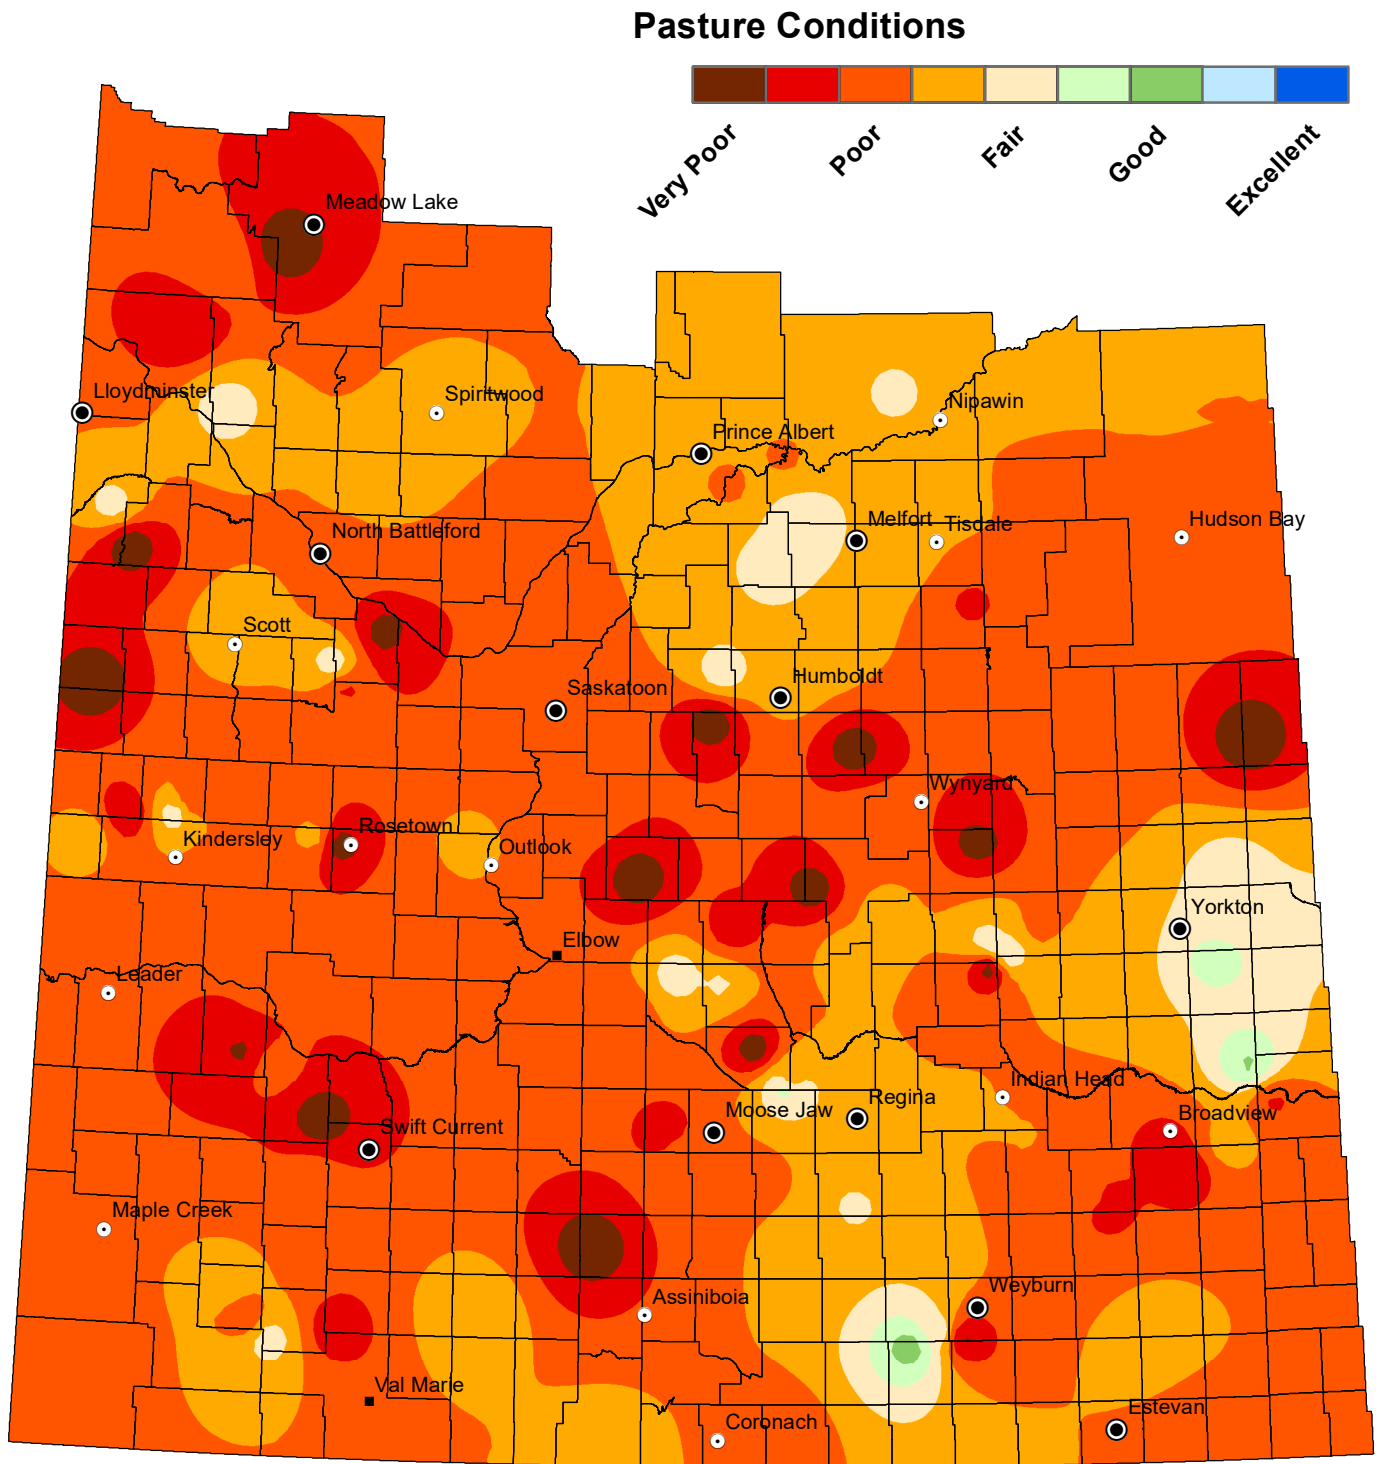 Pasture Conditions
Very Poor
Poor
Fair
Good
Excellent
Meadow Lake
Lloydminster
Spiritwood
Nipawin
Prince Albert
North Battleford
Melfort
Tisdale
Hudson Bay
Scott
Saskatoon
Humboldt
Wynyard
Kindersley
Rosetown
Outlook
Yorkton
Elbow
Leader
Indian Head
Moose Jaw
Regina
Broadview
Swift Current
Maple Creek
Assiniboia
Weyburn
Val Marie
Coronach
Estevan